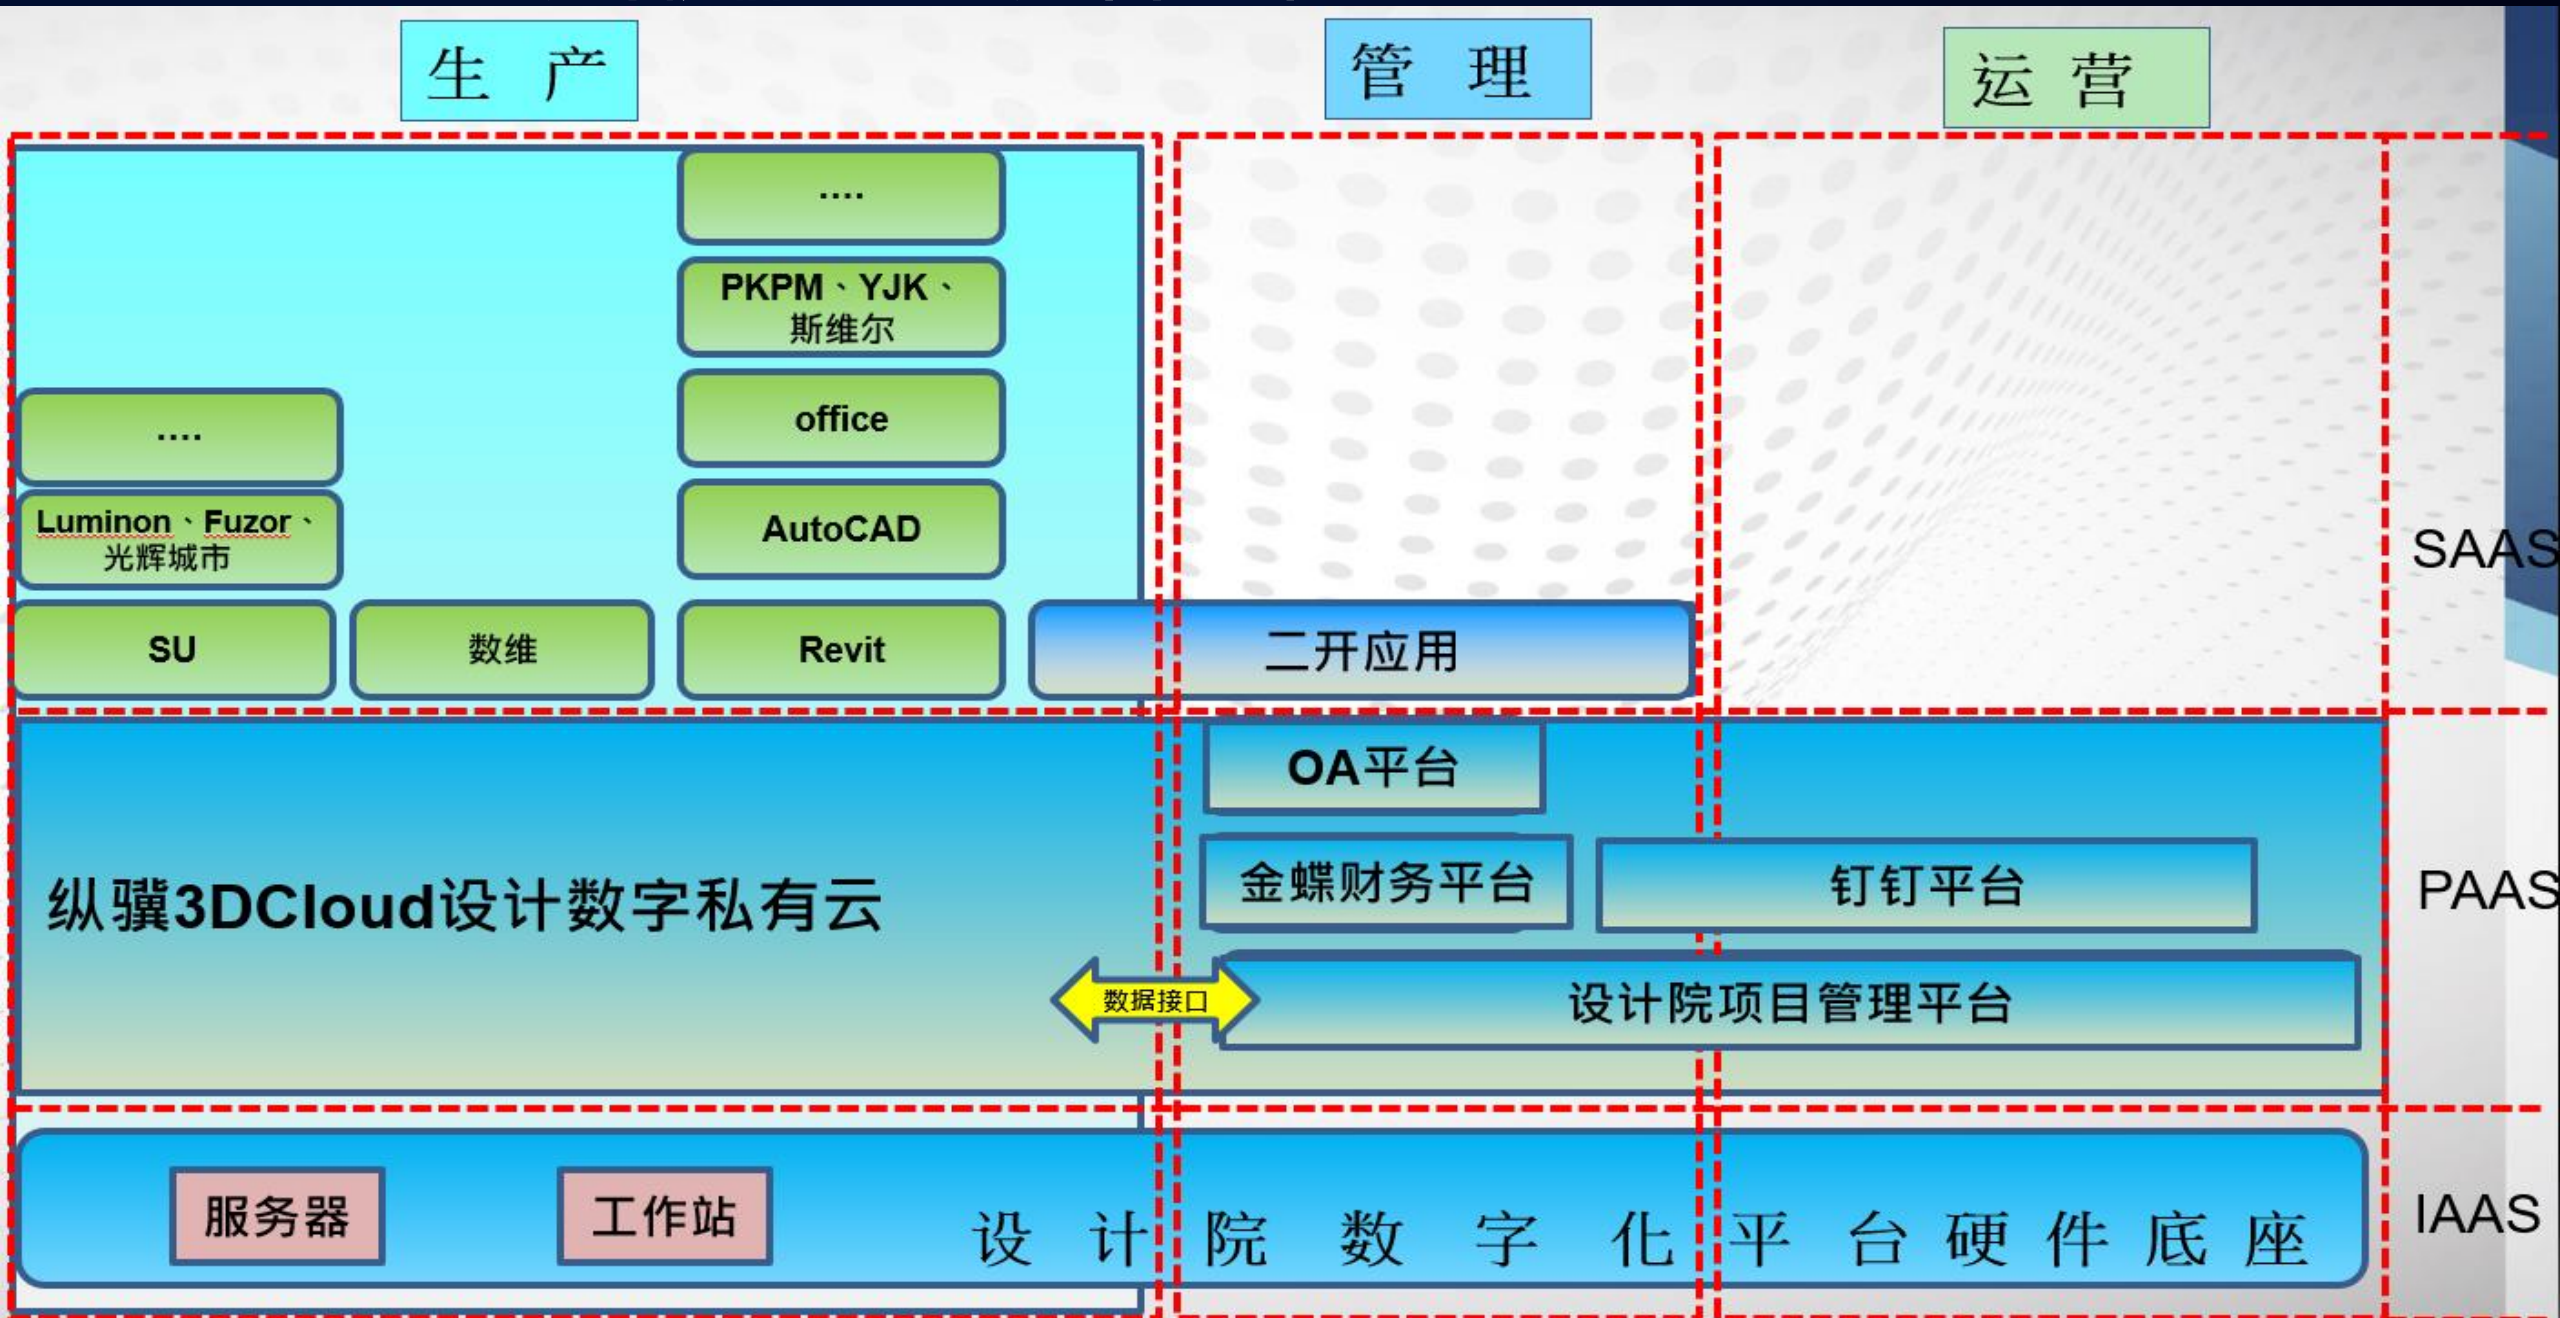 生 产
管 理
运 营
....
PKPM、YJK、
斯维尔
office
....
AutoCAD
Luminon、Fuzor、
光辉城市
SAAS
SU
数维
Revit
二开应用
OA平台
金蝶财务平台
钉钉平台
纵骥3DCloud设计数字私有云
PAAS
数据接口
设计院项目管理平台
服务器
工作站
设 计 院 数 字 化 平 台 硬 件 底 座
IAAS